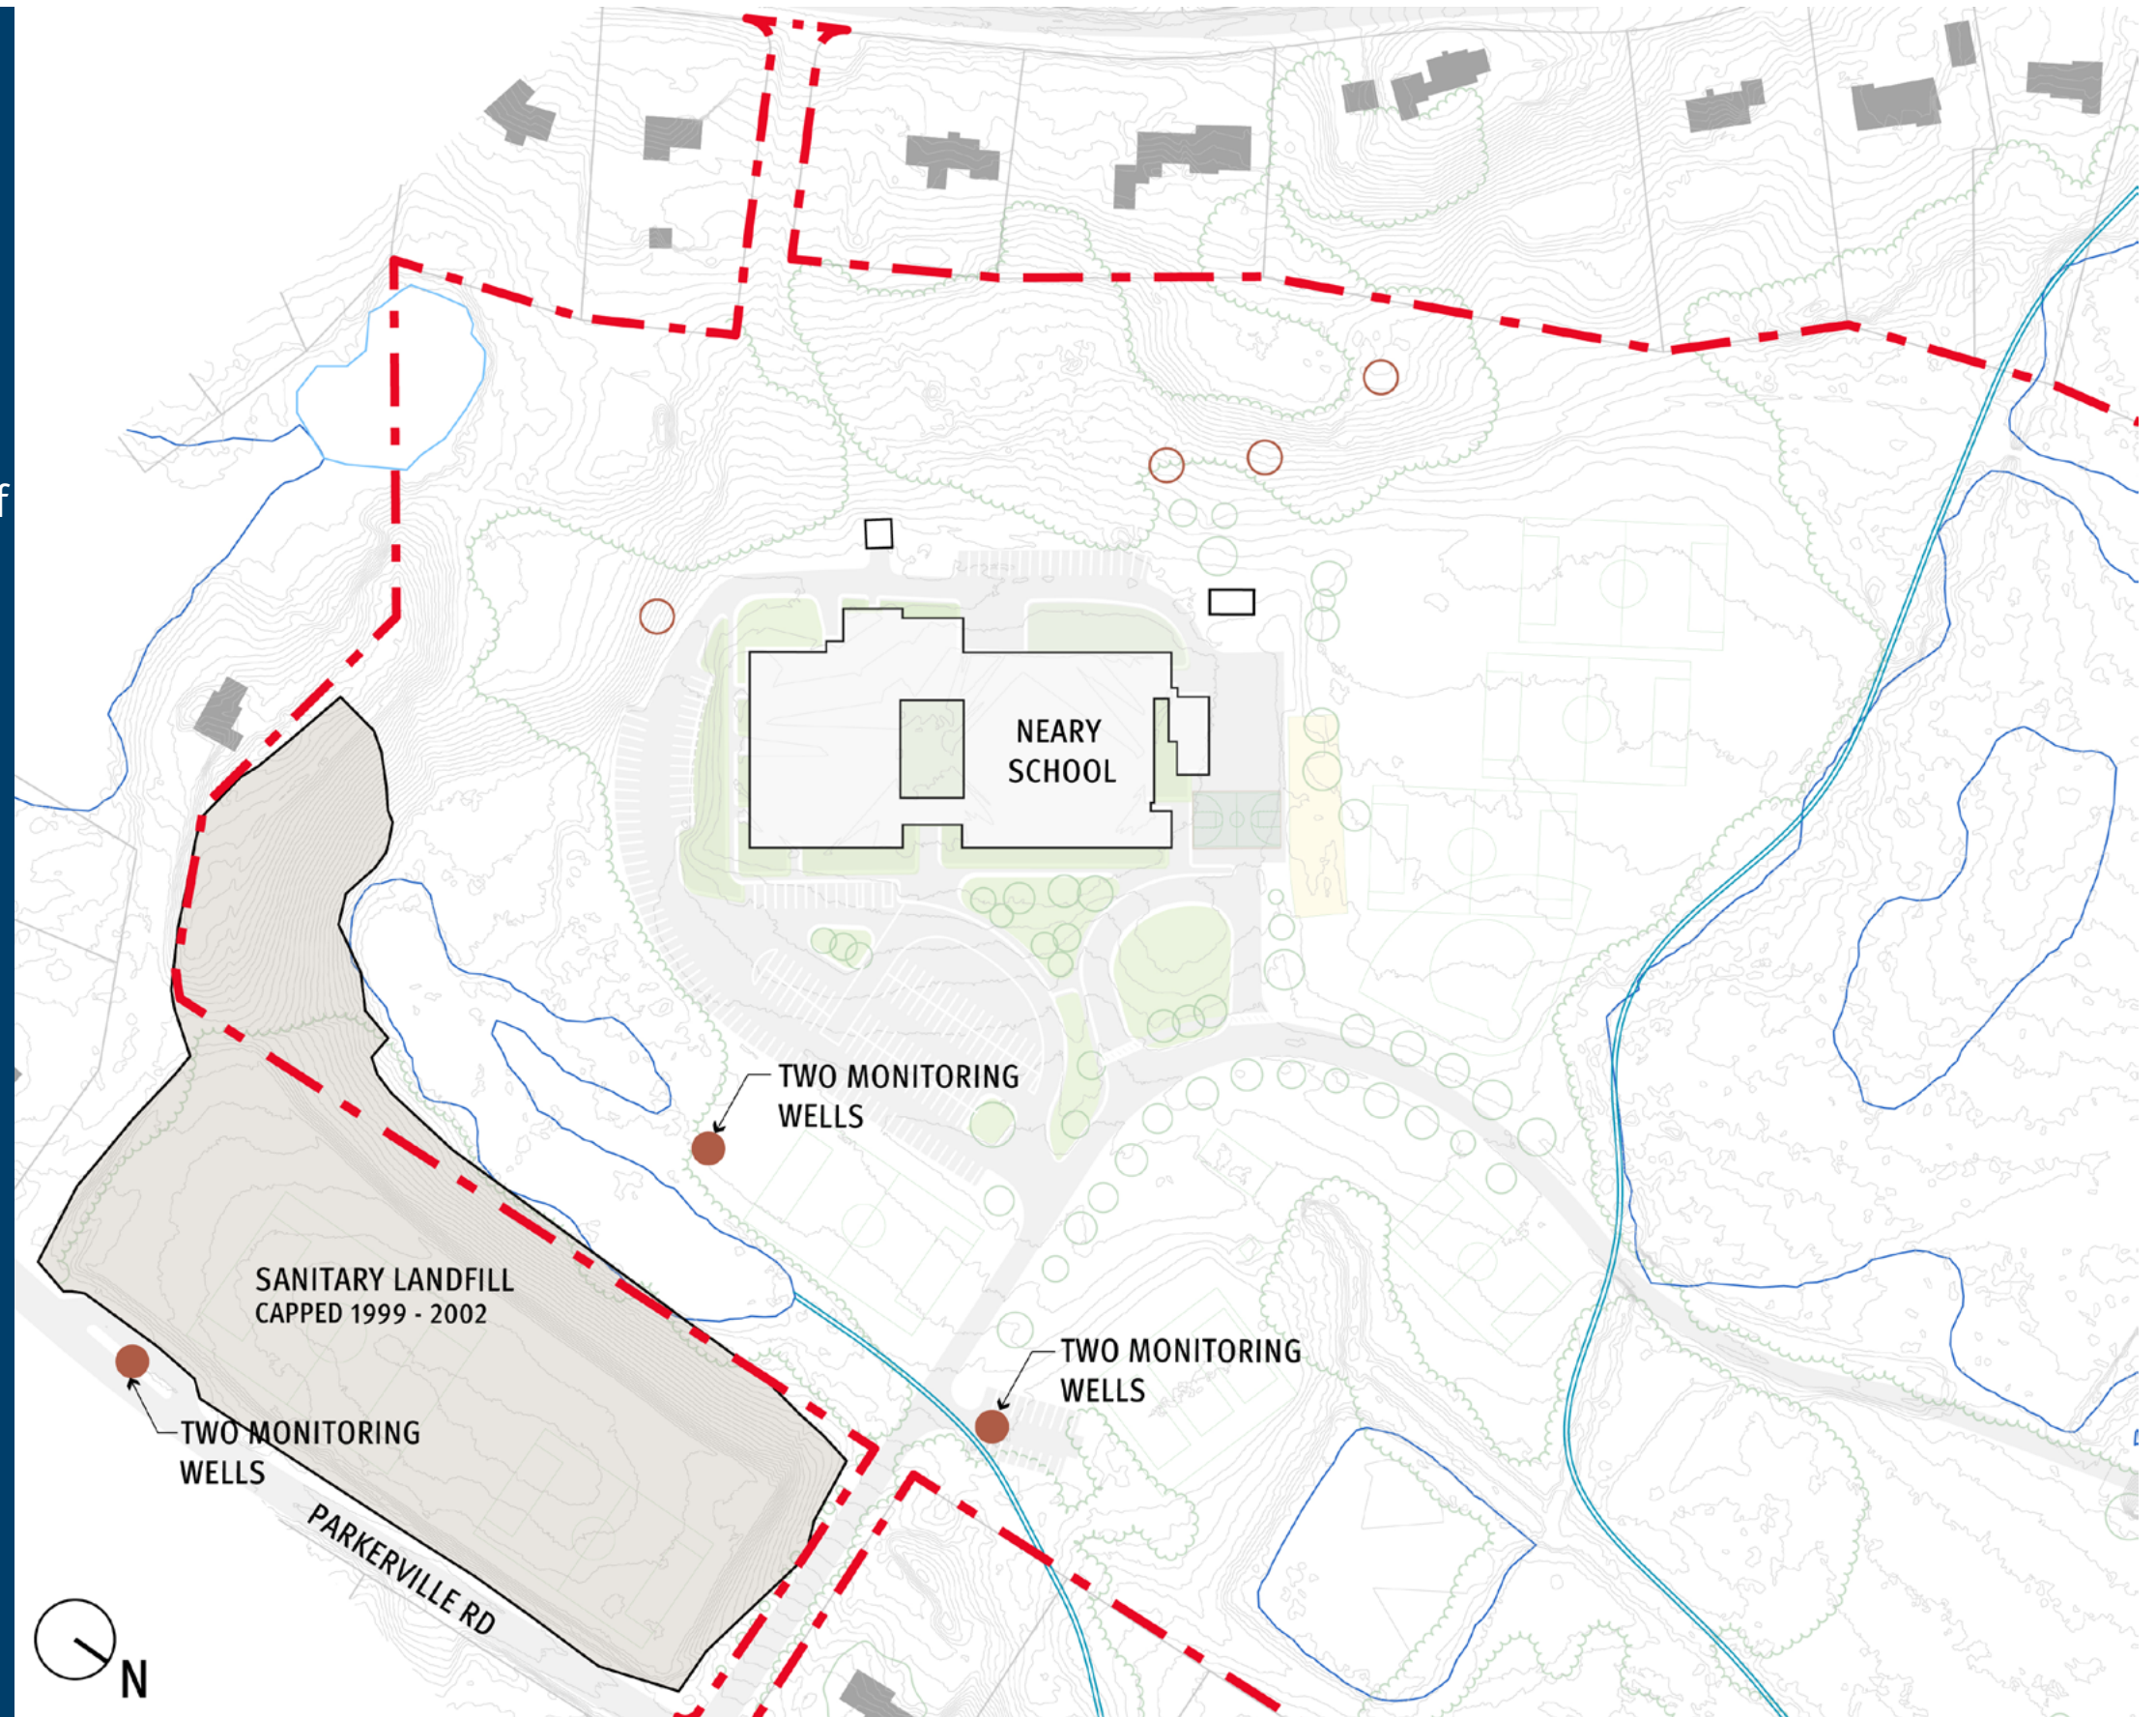 f
NEARY
SCHOOL
TWO MONITORING
WELLS
SANITARY LANDFILL
CAPPED 1999 - 2002
TWO MONITORING
WELLS
TWO MONITORING
WELLS
PARKERVILLE RD
N